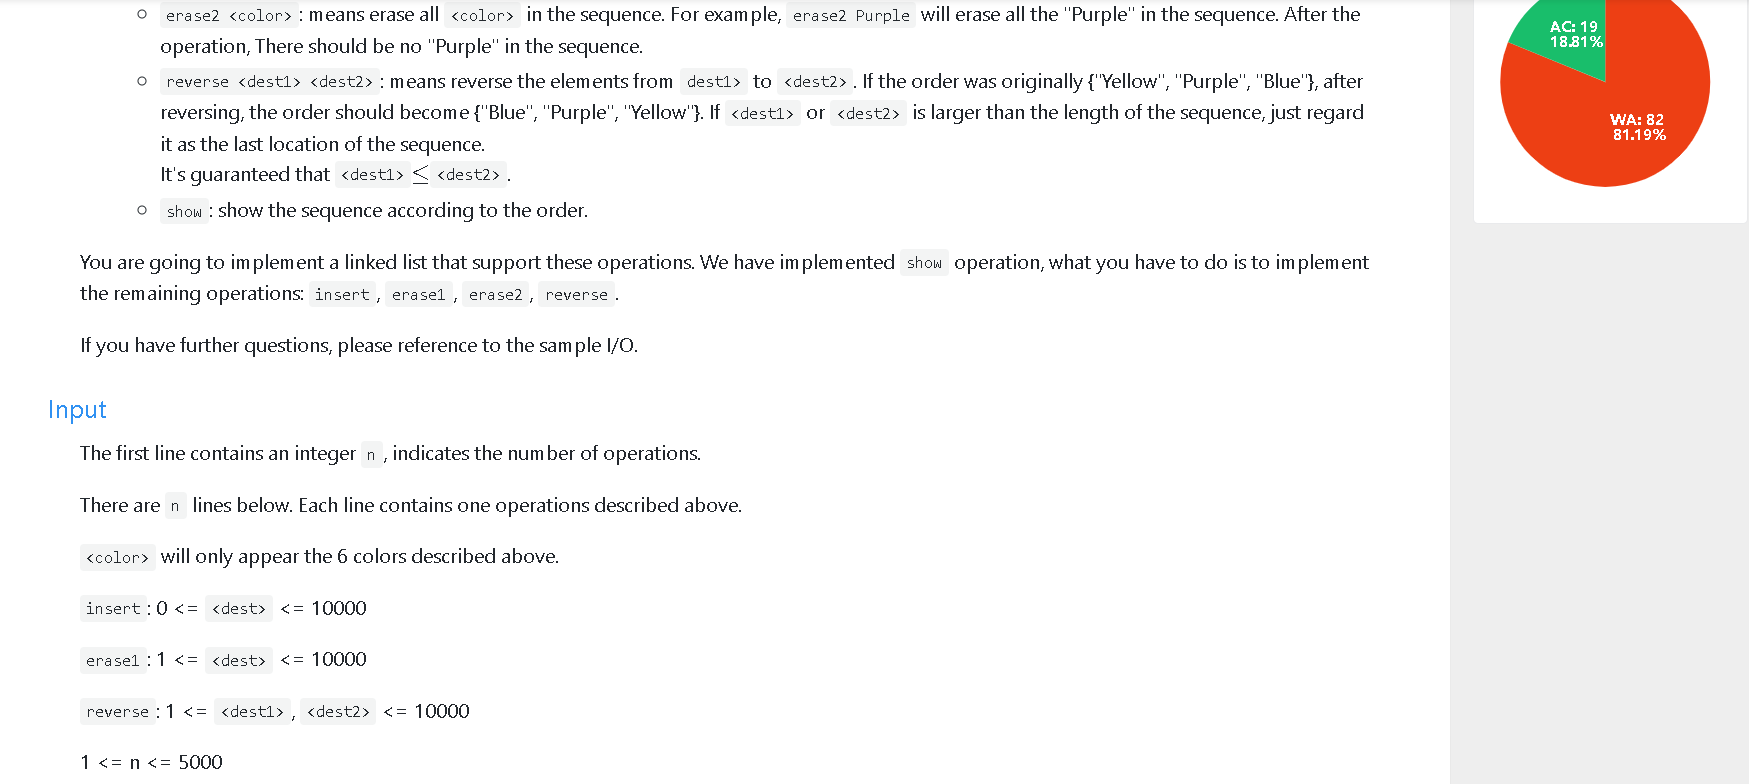 erase2 <color> : means erase all <color> in the sequence. For example, erase2 Purple will erase all the "Purple" in the sequence. After the
operation, There should be no "Purple" in the sequence.
reverse <dest1> <dest2> : means reverse the elements from dest1> to <dest2> . If the order was originally {"Yellow", "Purple", "Blue"}, after
reversing, the order should become {"Blue", "Purple", "Yellow"}. If <dest1> or <dest2> is larger than the length of the sequence, just regard
it as the last location of the sequence.
It's guaranteed that <dest1> ≤ <dest2> .
show : show the sequence according to the order.
You are going to implement a linked list that support these operations. We have implemented show operation, what you have to do is to implement
the remaining operations: insert , erase1 , erase2 , reverse .
If you have further questions, please reference to the sample I/O.
Input
The first line contains an integer n , indicates the number of operations.
There are n lines below. Each line contains one operations described above.
<color> will only appear the 6 colors described above.
insert : 0 <= <dest> <= 10000
erase1 : 1 <= <dest> <= 10000
reverse : 1 <= <dest1> , <dest2> <= 10000
1 <= n <= 5000
AC: 19
18.81%
WA: 82
81.19%